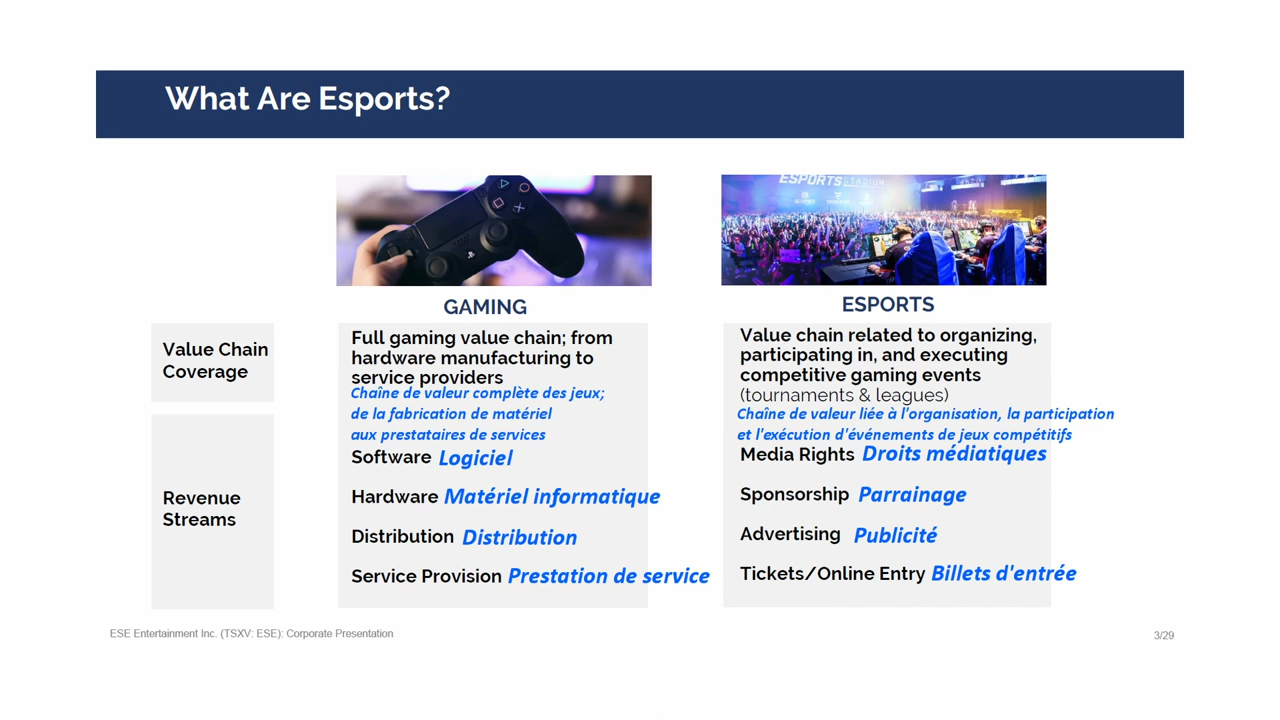 What Are Esports?
ESPORTS STADIUM
GAMING
ESPORTS
Value Chain
Coverage
Full gaming value chain; from
hardware manufacturing to
service providers
Chaîne de valeur complète des jeux;
de la fabrication de matériel
aux prestataires de services
Value chain related to organizing,
participating in, and executing
competitive gaming events
(tournaments & leagues)
Chaîne de valeur liée à l'organisation, la participation
et l'exécution d'événements de jeux compétitifs
Revenue
Streams
Software Logiciel
Hardware Matériel informatique
Distribution Distribution
Service Provision Prestation de service
Media Rights Droits médiatiques
Sponsorship Parrainage
Advertising Publicité
Tickets/Online Entry Billets d'entrée
ESE Entertainment Inc. (TSXV: ESE): Corporate Presentation
3/29